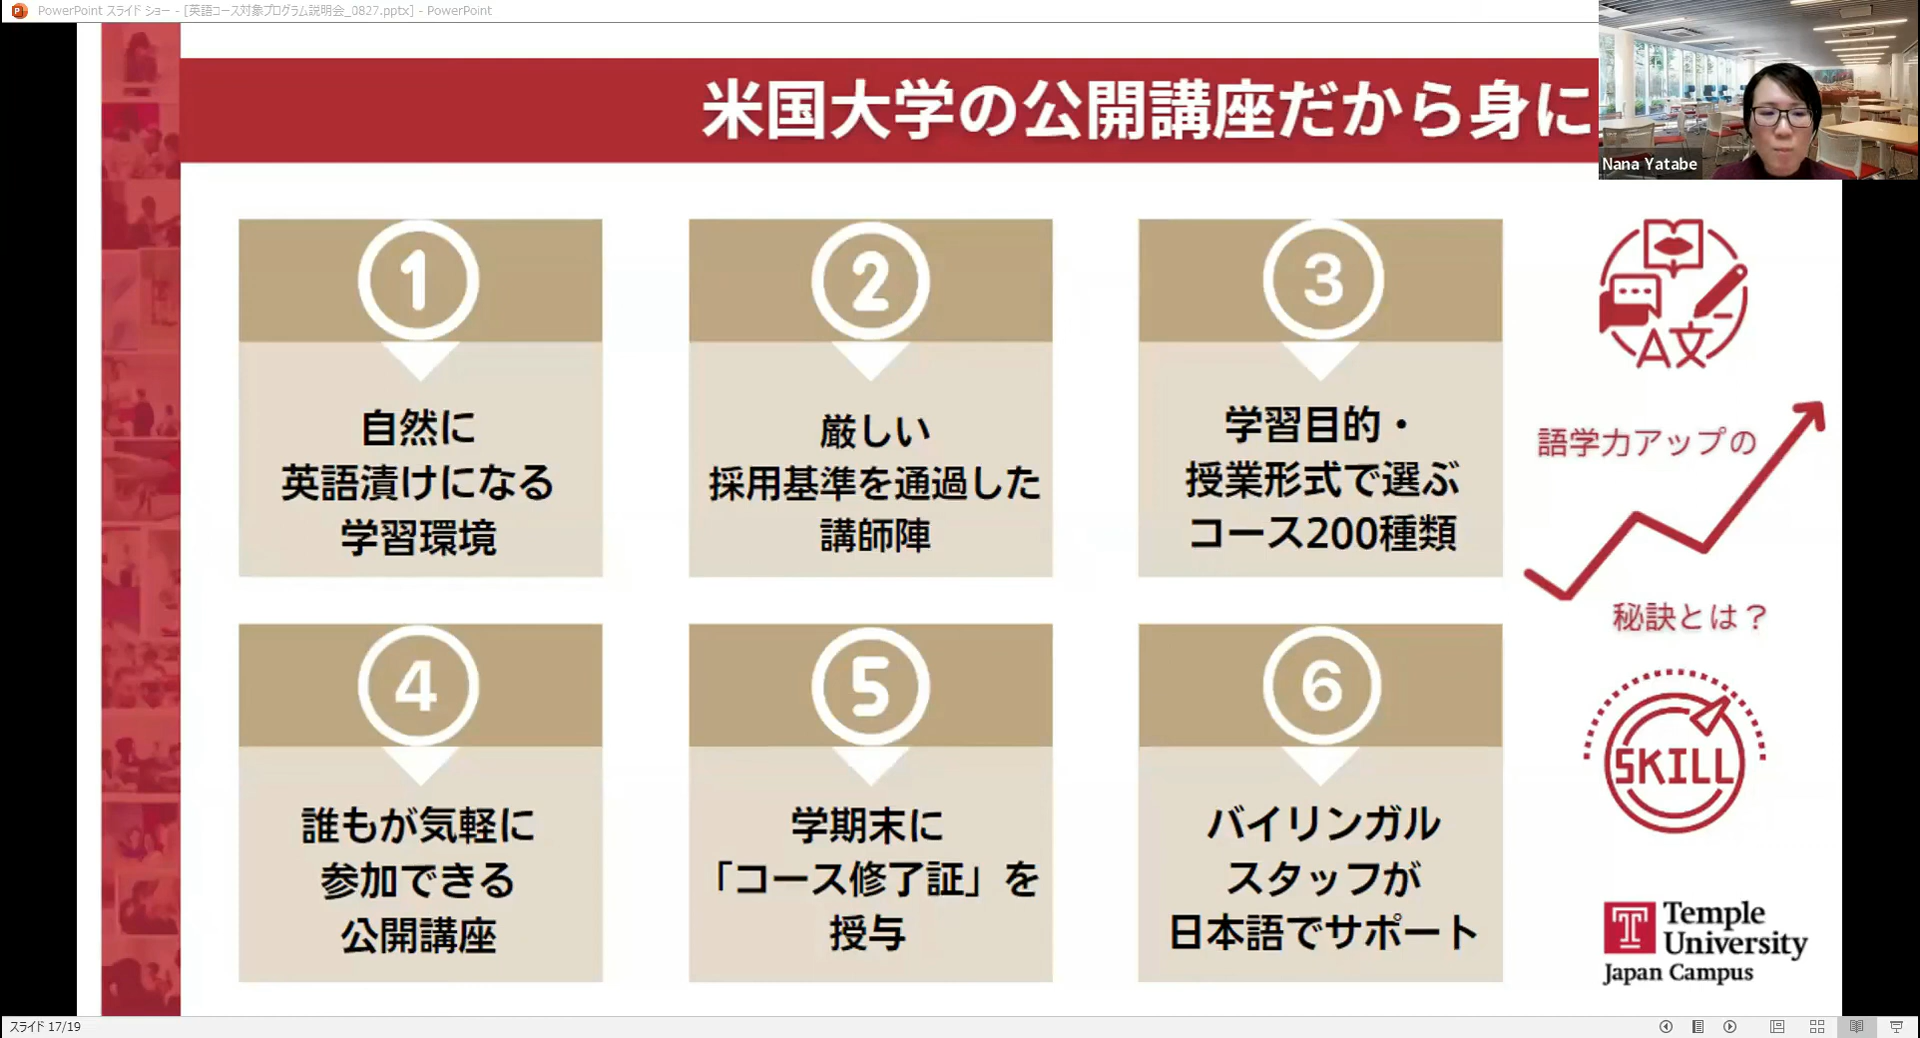 PowerPoint スライド ショー - [英語コース対象プログラム説明会_0827.pptx] - PowerPoint
米国大学の公開講座だから身に
Nana Yatabe
1
自然に
英語漬けになる
学習環境
2
厳しい
採用基準を通過した
講師陣
3
学習目的・
授業形式で選ぶ
コース200種類
A文
語学力アップの
秘訣とは？
4
誰もが気軽に
参加できる
公開講座
5
学期末に
「コース修了証」を
授与
6
バイリンガル
スタッフが
日本語でサポート
SKILL
T
Temple
University
Japan Campus
スライド 17/19